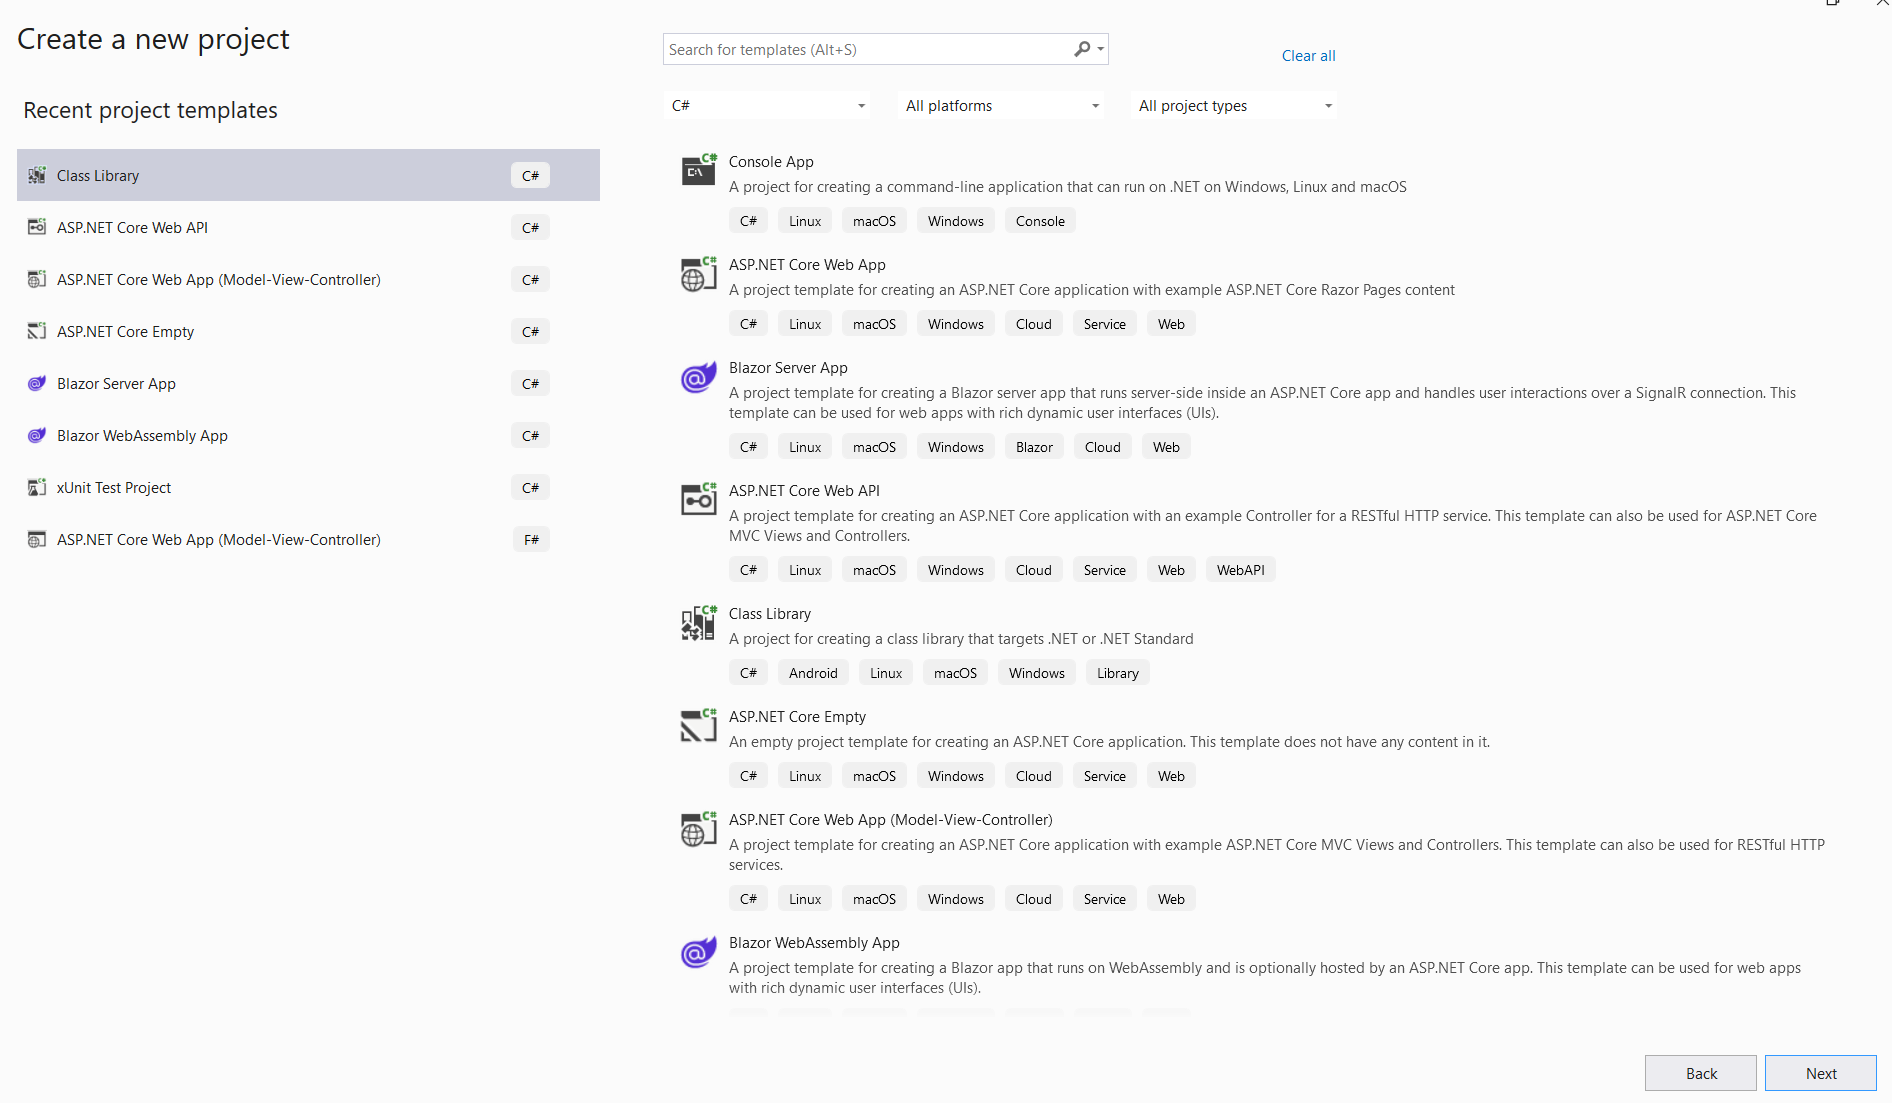 Create a new project
Search for templates (Alt+S)
Clear all
Recent project templates
C#
All platforms
All project types
Class Library
C#
ASP.NET Core Web API
C#
ASP.NET Core Web App (Model-View-Controller)
C#
ASP.NET Core Empty
C#
Blazor Server App
C#
Blazor WebAssembly App
C#
xUnit Test Project
C#
ASP.NET Core Web App (Model-View-Controller)
F#
C#
C:\
Console App
A project for creating a command-line application that can run on .NET on Windows, Linux and macOS
C# Linux macOS Windows Console
C#
ASP.NET Core Web App
A project template for creating an ASP.NET Core application with example ASP.NET Core Razor Pages content
C# Linux macOS Windows Cloud Service Web
@
Blazor Server App
A project template for creating a Blazor server app that runs server-side inside an ASP.NET Core app and handles user interactions over a SignalR connection. This
template can be used for web apps with rich dynamic user interfaces (UIs).
C# Linux macOS Windows Blazor Cloud Web
C#
ASP.NET Core Web API
A project template for creating an ASP.NET Core application with an example Controller for a RESTful HTTP service. This template can also be used for ASP.NET Core
MVC Views and Controllers.
C# Linux macOS Windows Cloud Service Web WebAPI
C#
Class Library
A project for creating a class library that targets .NET or .NET Standard
C# Android Linux macOS Windows Library
C#
ASP.NET Core Empty
An empty project template for creating an ASP.NET Core application. This template does not have any content in it.
C# Linux macOS Windows Cloud Service Web
C#
ASP.NET Core Web App (Model-View-Controller)
A project template for creating an ASP.NET Core application with example ASP.NET Core MVC Views and Controllers. This template can also be used for RESTful HTTP
services.
C# Linux macOS Windows Cloud Service Web
@
Blazor WebAssembly App
A project template for creating a Blazor app that runs on WebAssembly and is optionally hosted by an ASP.NET Core app. This template can be used for web apps
with rich dynamic user interfaces (UIs).
Back
Next